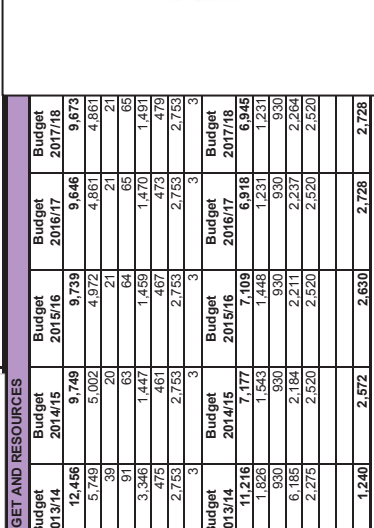 GET AND RESOURCES
udget Budget Budget Budget Budget
013/14 2014/15 2015/16 2016/17 2017/18
12,456 9,749 9,739 9,646 9,673
5,749 5,002 4,972 4,861 4,861
39 20 21 21 21
91 63 64 65 65
3,346 1,447 1,459 1,470 1,491
475 461 467 473 479
2,753 2,753 2,753 2,753 2,753
3 3 3 3 3
udget Budget Budget Budget Budget
013/14 2014/15 2015/16 2016/17 2017/18
11,216 7,177 7,109 6,918 6,945
1,826 1,543 1,448 1,231 1,231
930 930 930 930 930
6,185 2,184 2,211 2,237 2,264
2,275 2,520 2,520 2,520 2,520
1,240 2,572 2,630 2,728 2,728